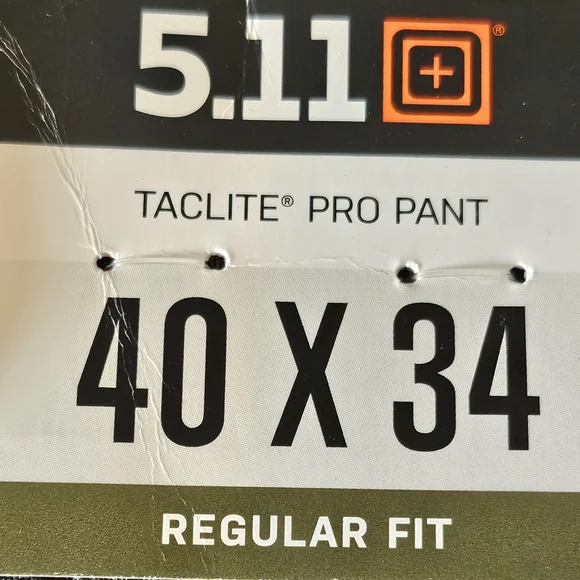 5.11®
TACLITE® PRO PANT
40 X 34
REGULAR FIT